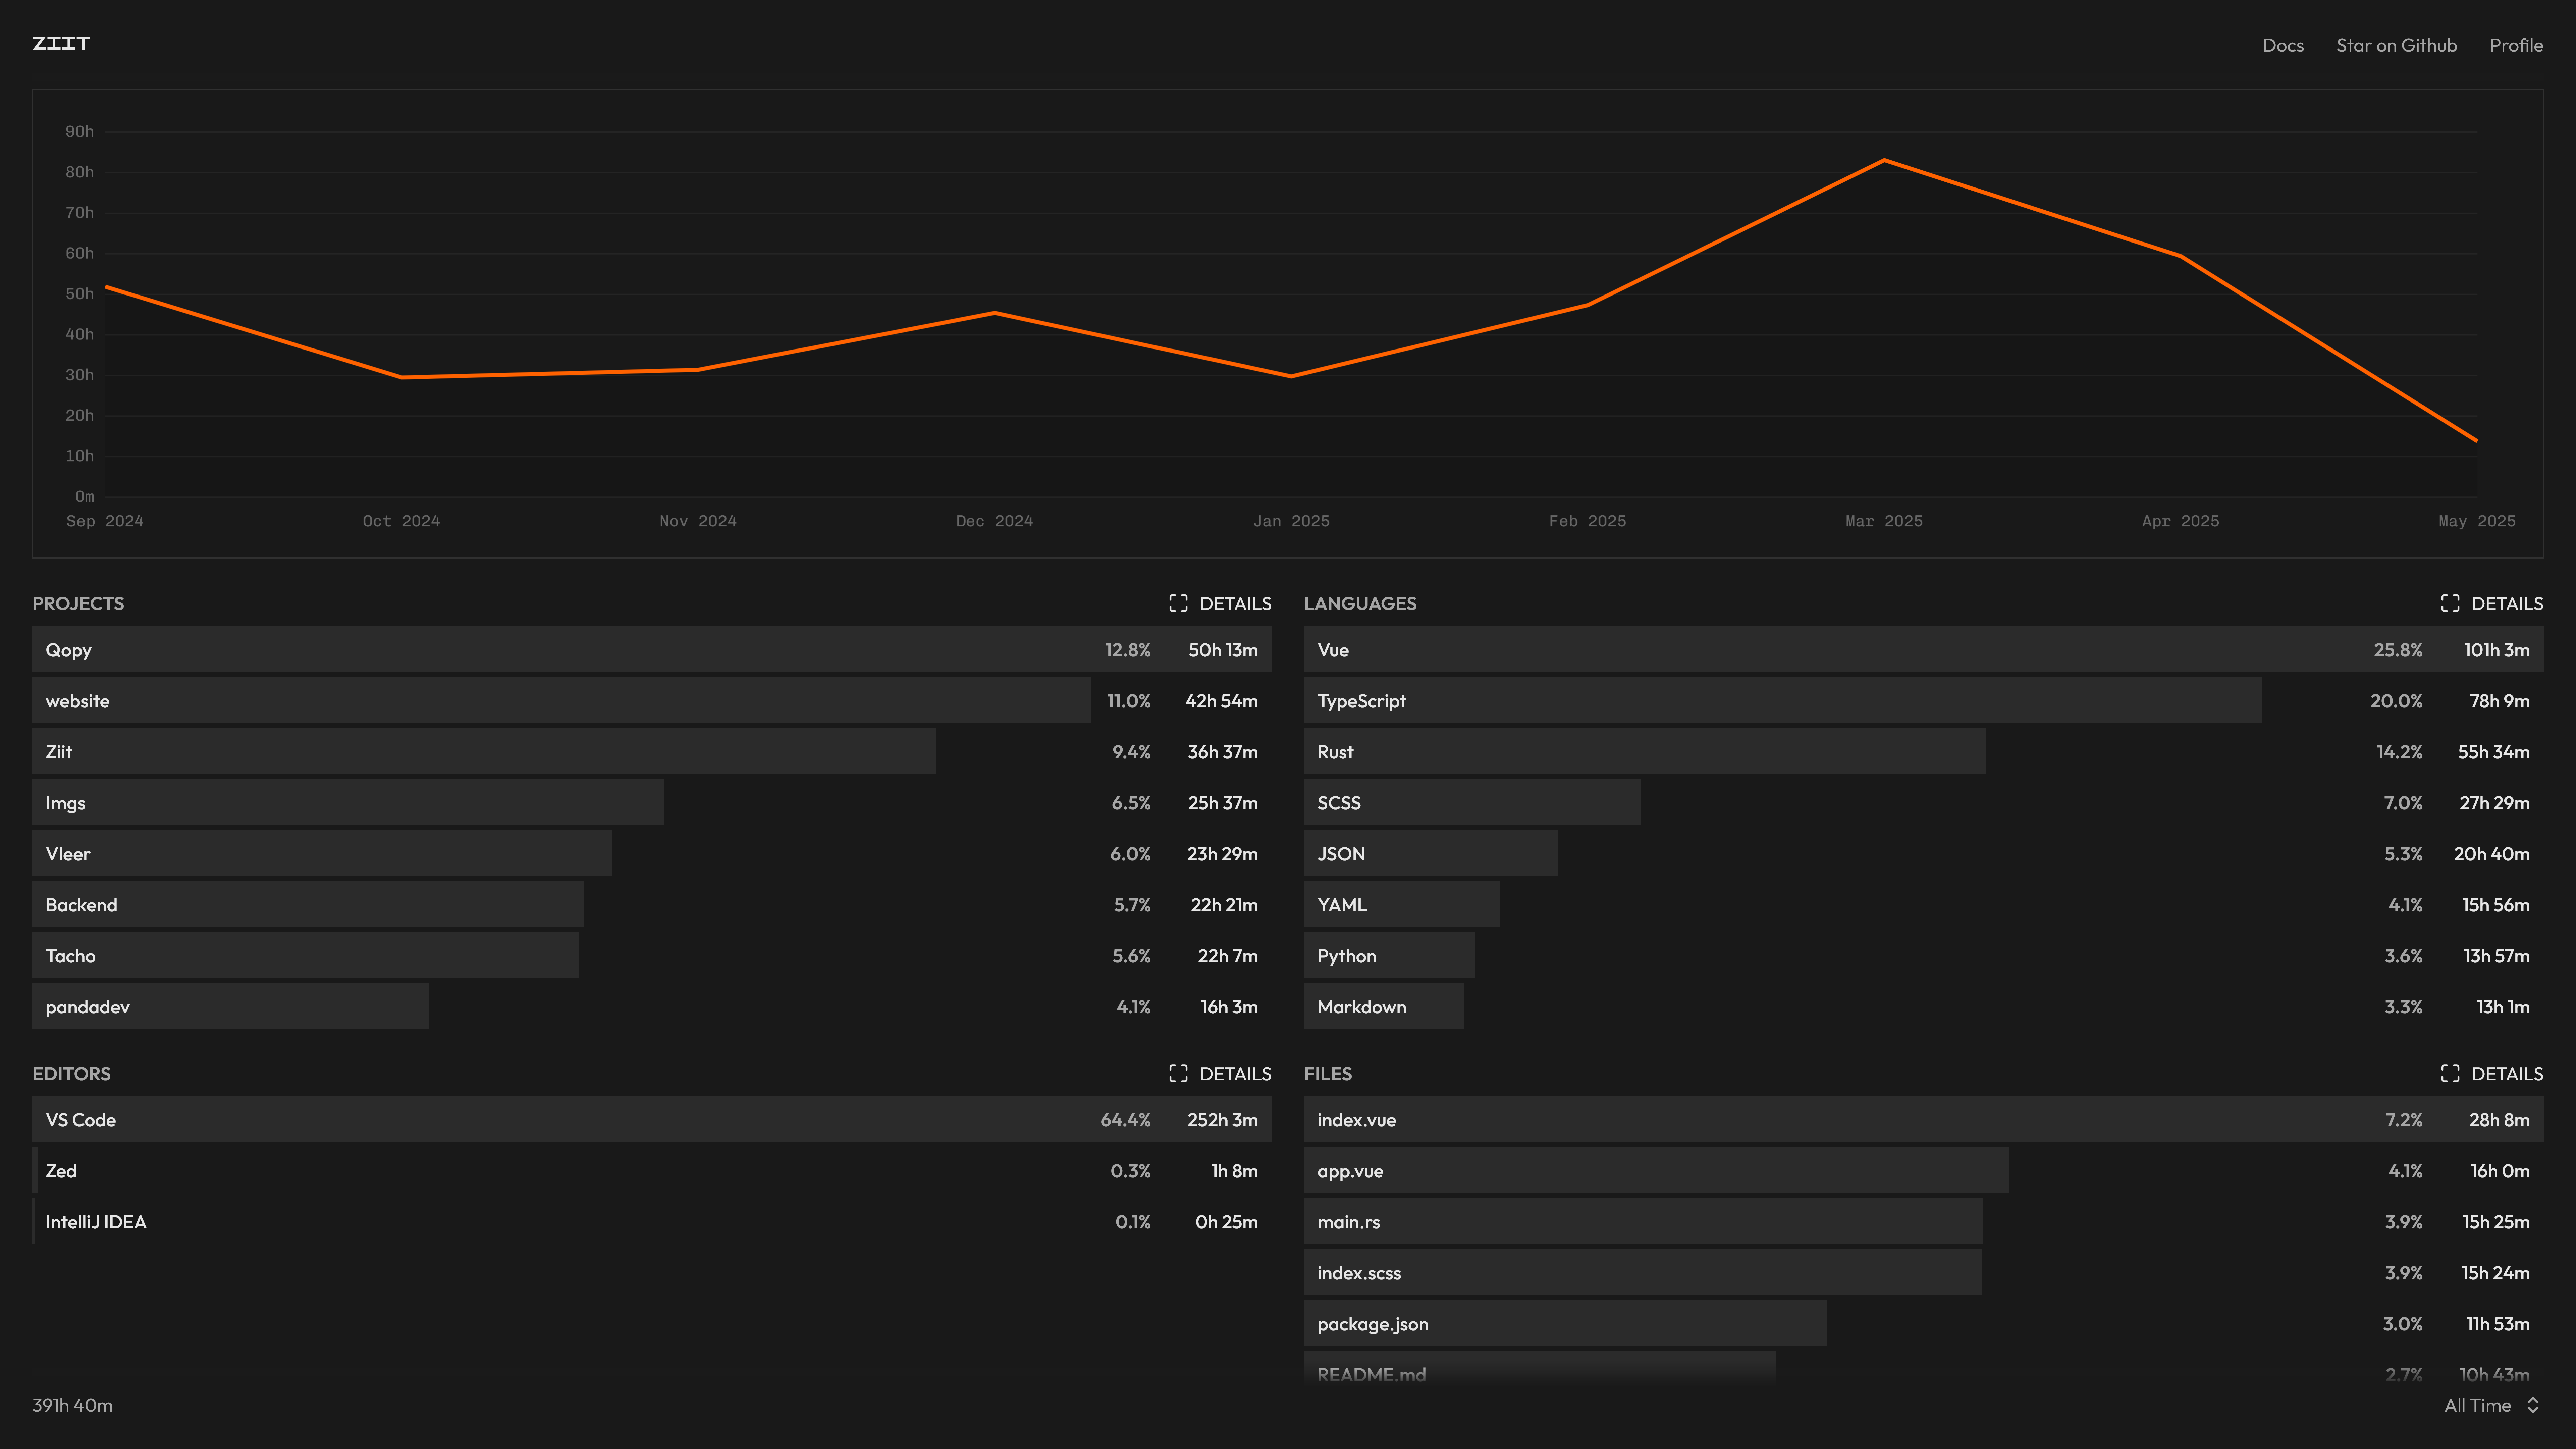 ZIIT
Docs Star on Github Profile
90h
80h
70h
60h
50h
40h
30h
20h
10h
0m
Sep 2024 Oct 2024 Nov 2024 Dec 2024 Jan 2025 Feb 2025 Mar 2025 Apr 2025 May 2025
PROJECTS DETAILS
Qopy 12.8% 50h 13m
website 11.0% 42h 54m
Ziit 9.4% 36h 37m
Imgs 6.5% 25h 37m
Vleer 6.0% 23h 29m
Backend 5.7% 22h 21m
Tacho 5.6% 22h 7m
pandadev 4.1% 16h 3m
LANGUAGES DETAILS
Vue 25.8% 101h 3m
TypeScript 20.0% 78h 9m
Rust 14.2% 55h 34m
SCSS 7.0% 27h 29m
JSON 5.3% 20h 40m
YAML 4.1% 15h 56m
Python 3.6% 13h 57m
Markdown 3.3% 13h 1m
EDITORS DETAILS
VS Code 64.4% 252h 3m
Zed 0.3% 1h 8m
IntelliJ IDEA 0.1% 0h 25m
FILES DETAILS
index.vue 7.2% 28h 8m
app.vue 4.1% 16h 0m
main.rs 3.9% 15h 25m
index.scss 3.9% 15h 24m
package.json 3.0% 11h 53m
README.md 2.7% 10h 43m
391h 40m All Time